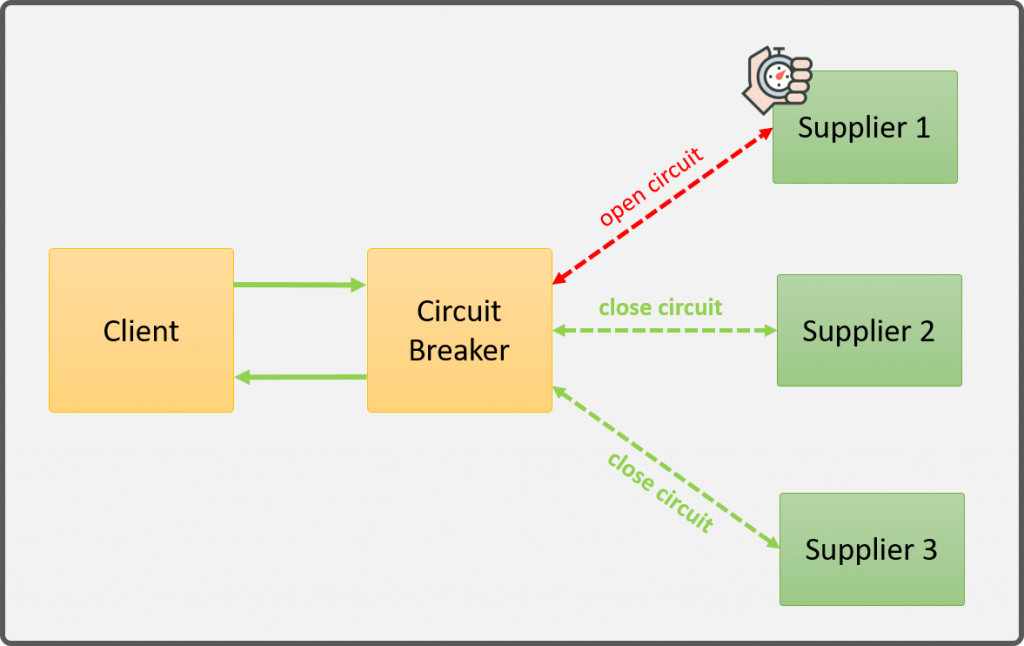 Supplier 1
open circuit
Client
Circuit
Breaker
close circuit
Supplier 2
close circuit
Supplier 3